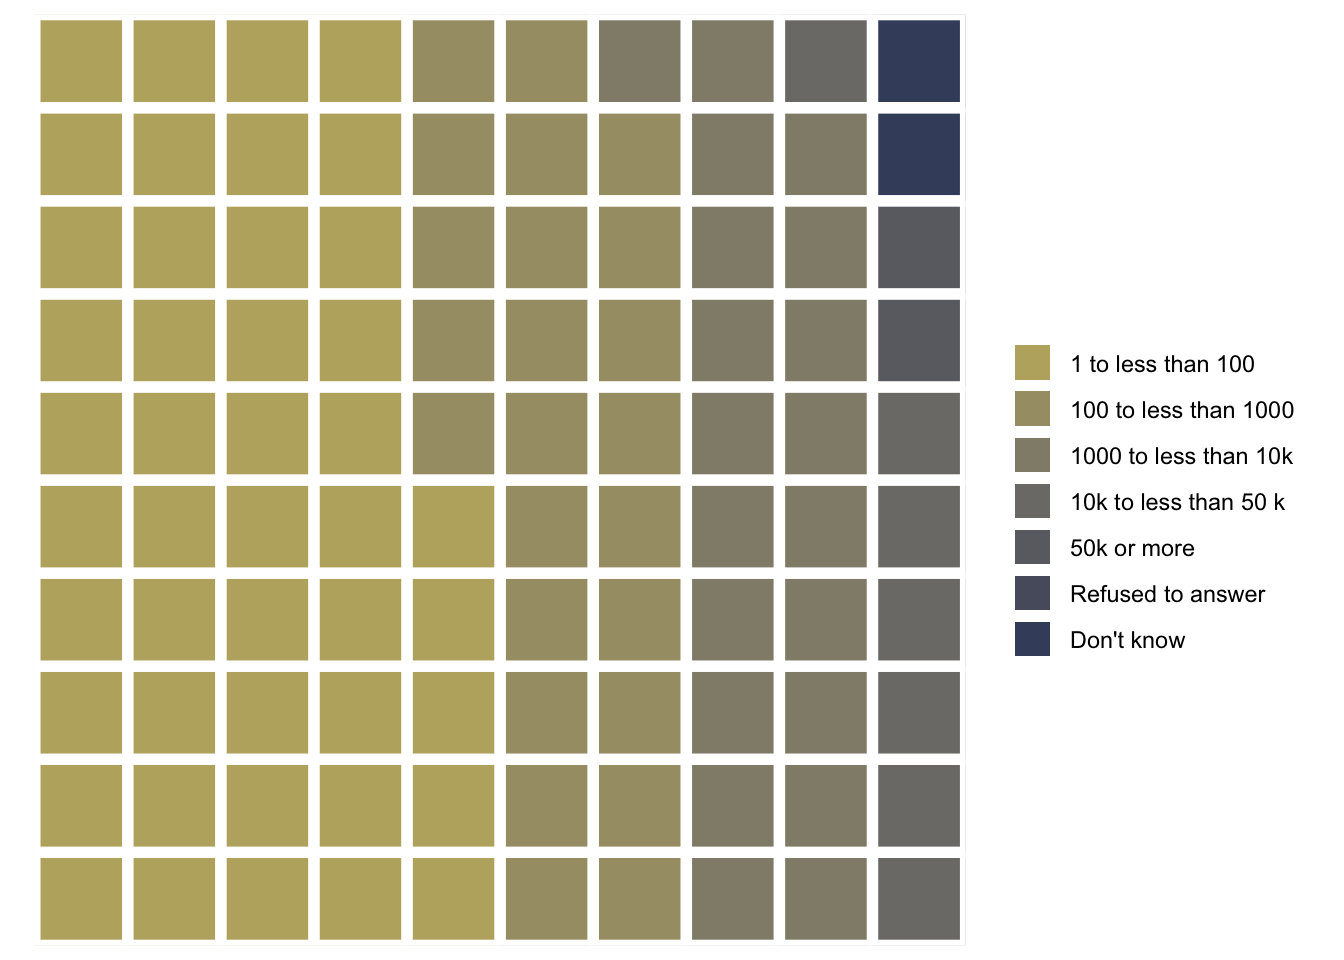 1 to less than 100
100 to less than 1000
1000 to less than 10k
10k to less than 50 k
50k or more
Refused to answer
Don't know